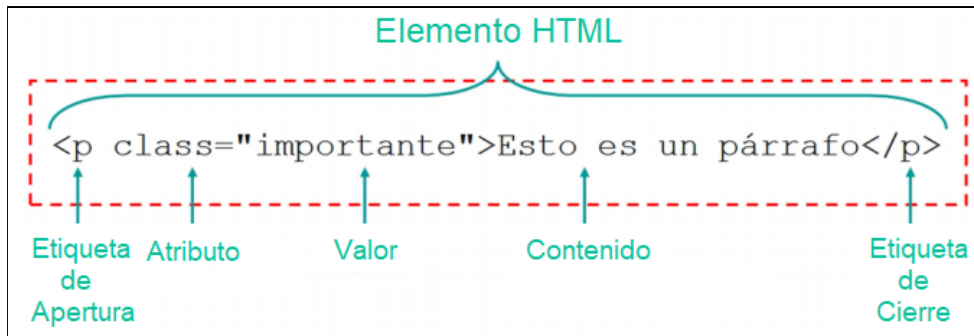 Elemento HTML
<p class="importante">Esto es un párrafo</p>
Etiqueta de Apertura
Atributo
Valor
Contenido
Etiqueta de Cierre